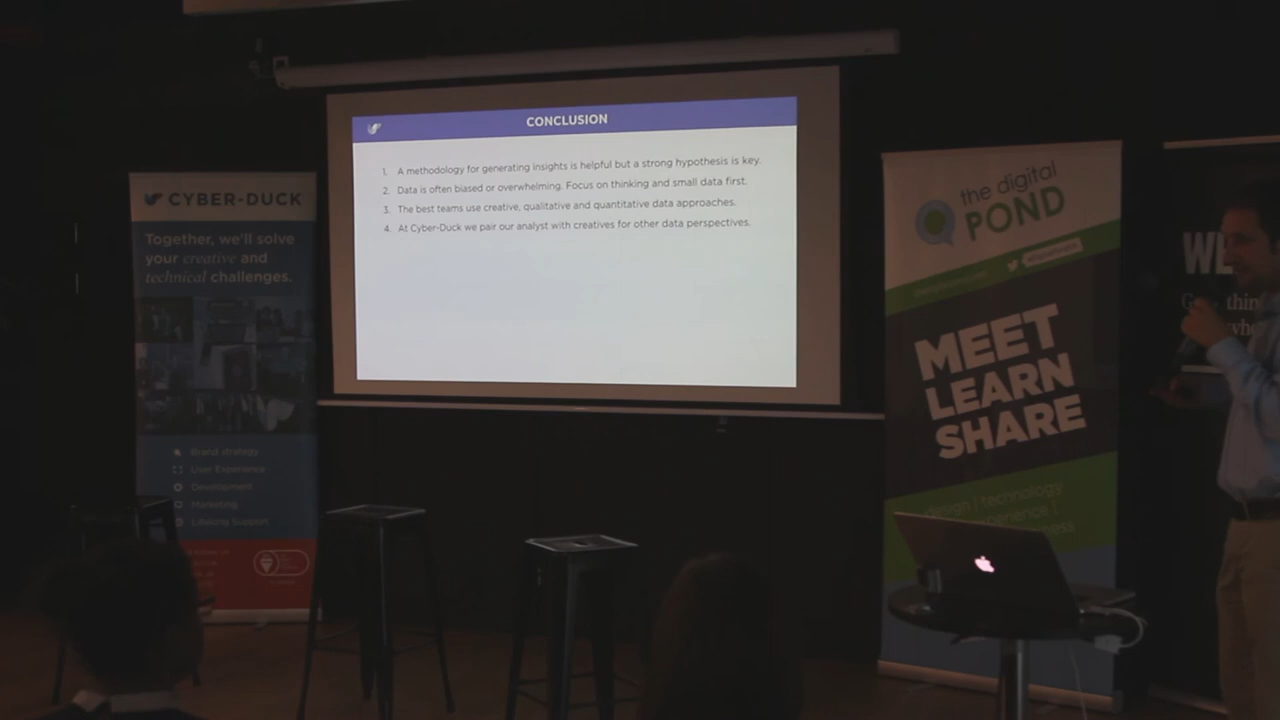 CONCLUSION
1. A methodology for generating insights is helpful but a strong hypothesis is key.
2. Data is often biased or overwhelming. Focus on thinking and small data first.
3. The best teams use creative, qualitative and quantitative data approaches.
4. At Cyber-Duck we pair our analyst with creatives for other data perspectives.
CYBER-DUCK
Together, we'll solve
your creative and
technical challenges.
Brand strategy
User Experience
Development
Marketing
Lifelong Support
the digital
POND
MEET
LEARN
SHARE
design | technology